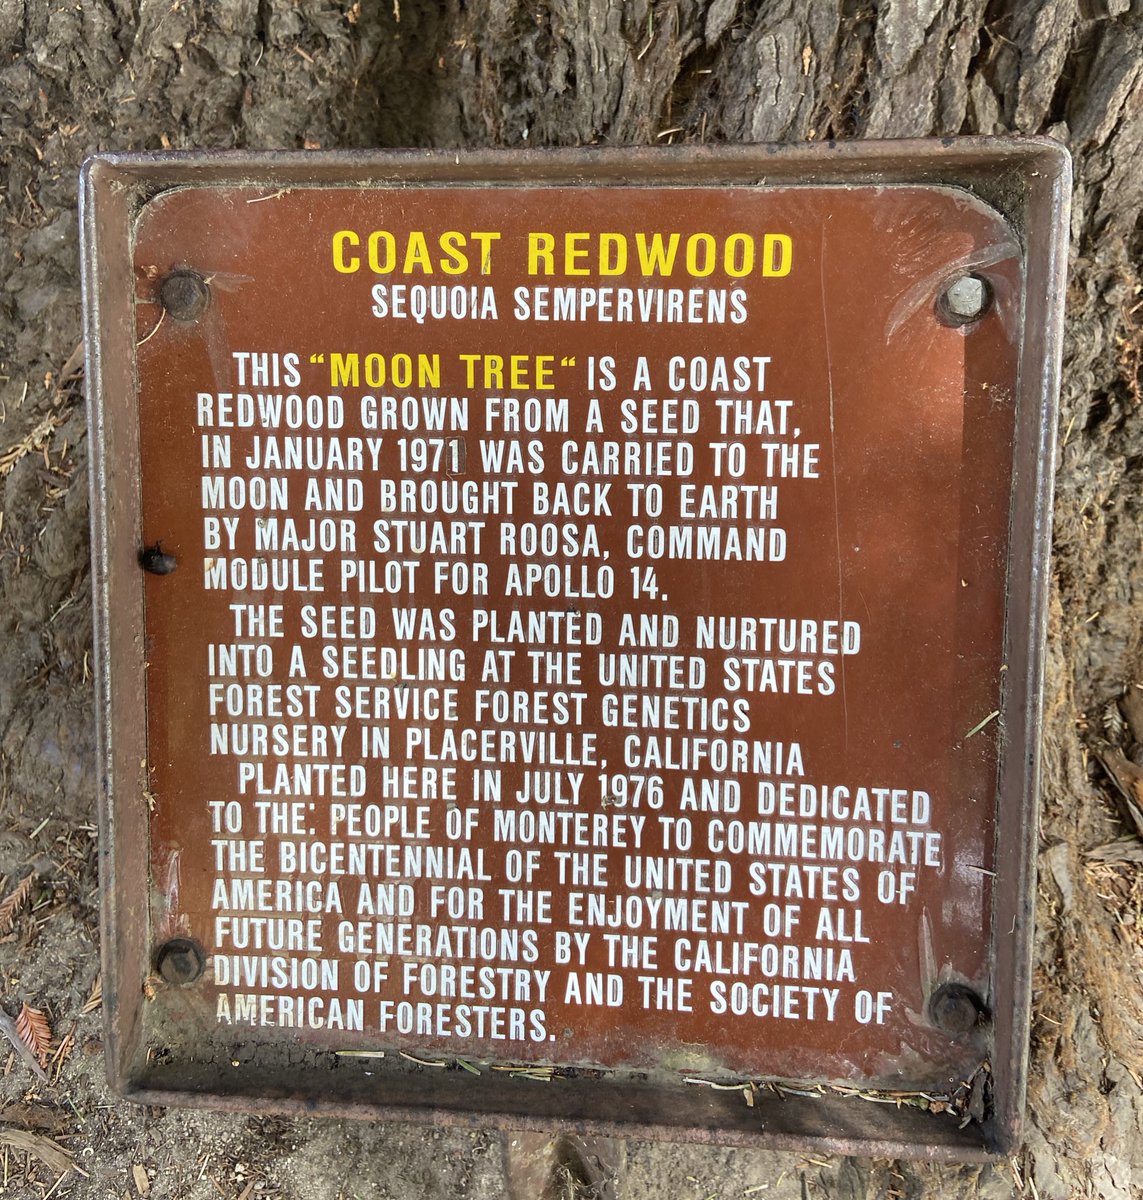 COAST REDWOOD
SEQUOIA SEMPERVIRENS
THIS “MOON TREE“ IS A COAST
REDWOOD GROWN FROM A SEED THAT,
IN JANUARY 1971 WAS CARRIED TO THE
MOON AND BROUGHT BACK TO EARTH
BY MAJOR STUART ROOSA, COMMAND
MODULE PILOT FOR APOLLO 14.
THE SEED WAS PLANTED AND NURTURED
INTO A SEEDLING AT THE UNITED STATES
FOREST SERVICE FOREST GENETICS
NURSERY IN PLACERVILLE, CALIFORNIA
PLANTED HERE IN JULY 1976 AND DEDICATED
TO THE: PEOPLE OF MONTEREY TO COMMEMORATE
THE BICENTENNIAL OF THE UNITED STATES OF
AMERICA AND FOR THE ENJOYMENT OF ALL
FUTURE GENERATIONS BY THE CALIFORNIA
DIVISION OF FORESTRY AND THE SOCIETY OF
AMERICAN FORESTERS.